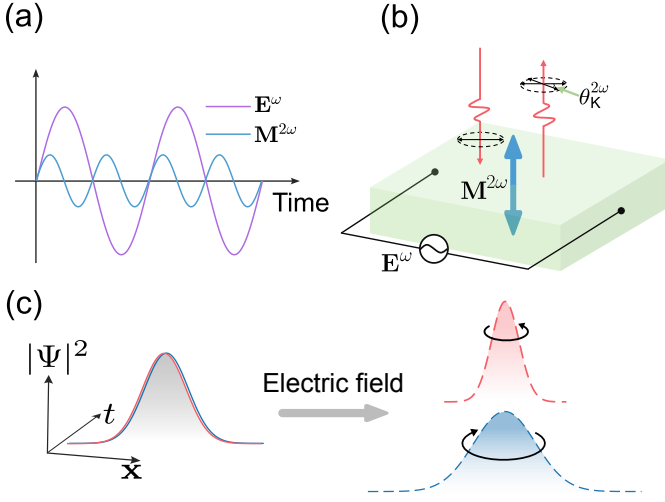 (a)
E^ω
M^{2ω}
Time
(b)
θ_K^{2ω}
M^{2ω}
E^ω
(c)
|Ψ|²
t
x
Electric field